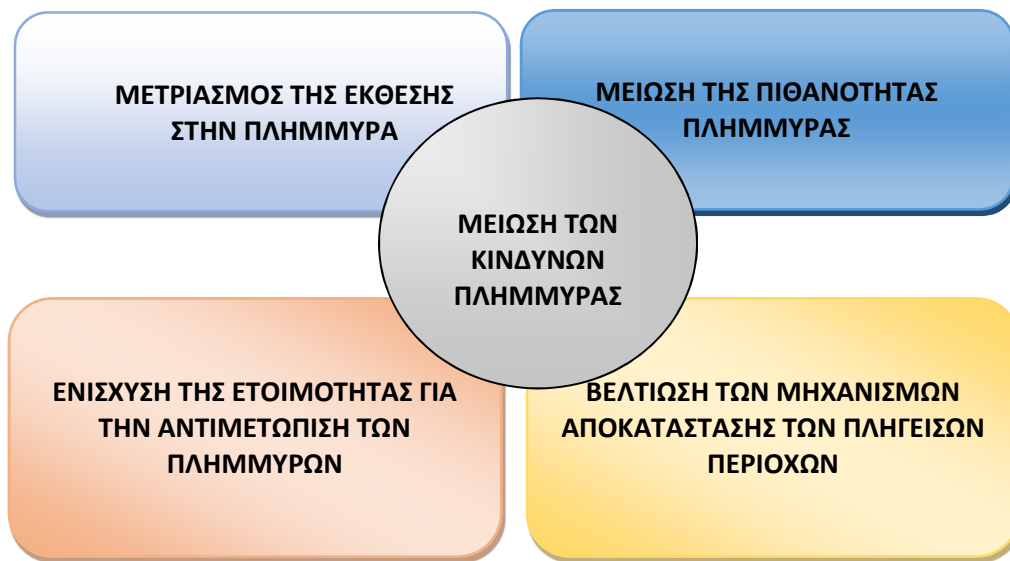 ΜΕΤΡΙΑΣΜΟΣ ΤΗΣ ΕΚΘΕΣΗΣ
ΣΤΗΝ ΠΛΗΜΜΥΡΑ
ΜΕΙΩΣΗ ΤΗΣ ΠΙΘΑΝΟΤΗΤΑΣ
ΠΛΗΜΜΥΡΑΣ
ΜΕΙΩΣΗ ΤΩΝ
ΚΙΝΔΥΝΩΝ
ΠΛΗΜΜΥΡΑΣ
ΕΝΙΣΧΥΣΗ ΤΗΣ ΕΤΟΙΜΟΤΗΤΑΣ ΓΙΑ
ΤΗΝ ΑΝΤΙΜΕΤΩΠΙΣΗ ΤΩΝ
ΠΛΗΜΜΥΡΩΝ
ΒΕΛΤΙΩΣΗ ΤΩΝ ΜΗΧΑΝΙΣΜΩΝ
ΑΠΟΚΑΤΑΣΤΑΣΗΣ ΤΩΝ ΠΛΗΓΕΙΣΩΝ
ΠΕΡΙΟΧΩΝ